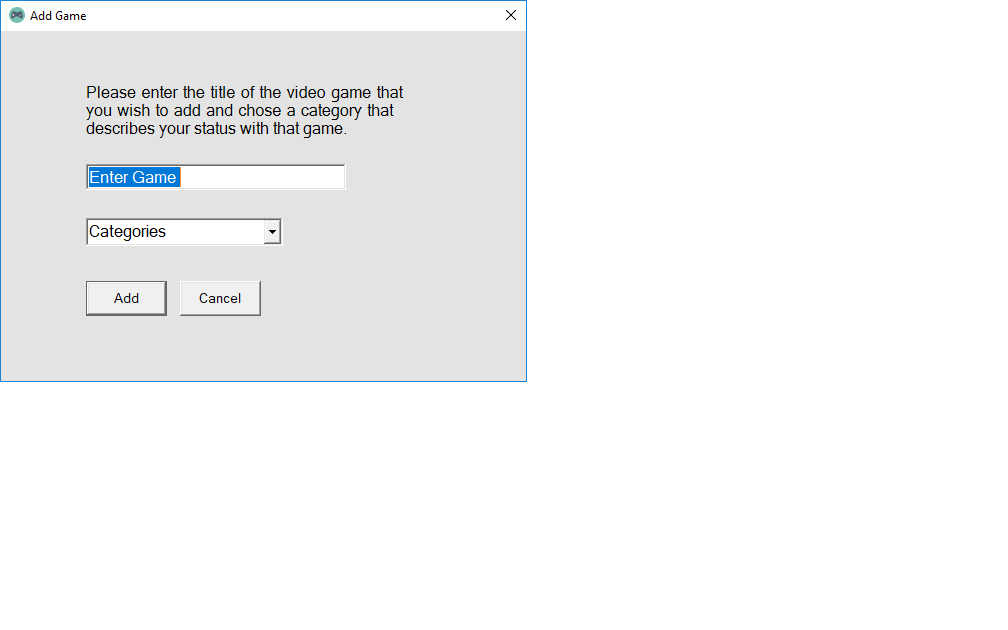 Add Game
Please enter the title of the video game that
you wish to add and chose a category that
describes your status with that game.
Enter Game
Categories
Add
Cancel